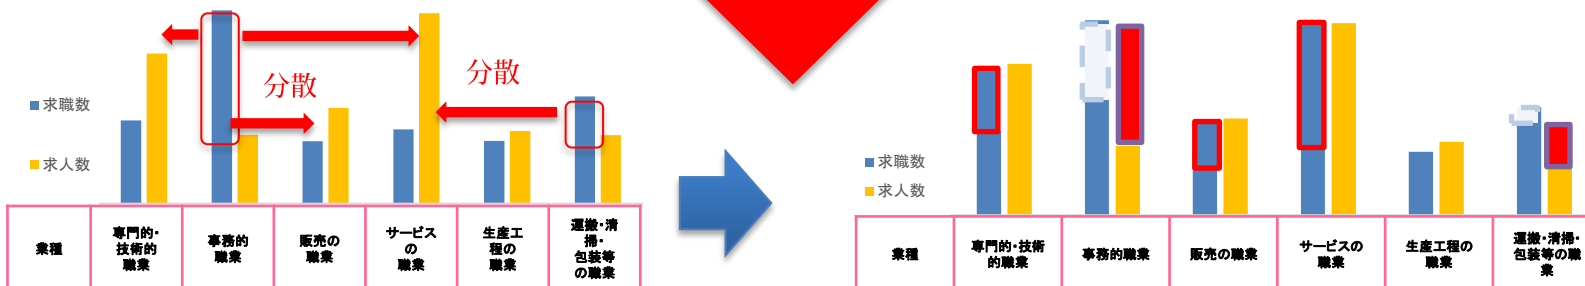 分散
分散
求職数
求人数
業種
専門的・
技術的
職業
事務的
職業
販売の
職業
サービス
の
職業
生産工
程の
職業
運搬・清
掃・
包装等
の職業
求職数
求人数
業種
専門的・技術
的職業
事務的職業
販売の職業
サービスの
職業
生産工程の
職業
運搬・清掃・
包装等の職
業